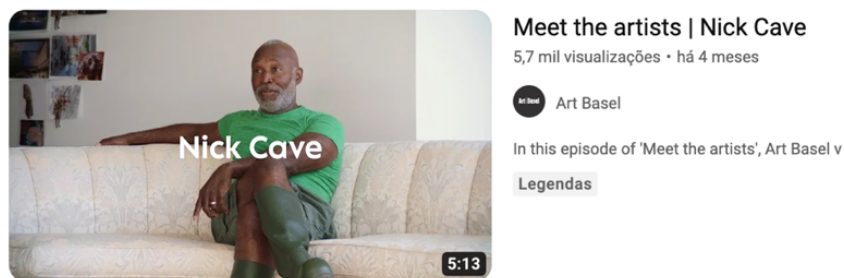 Nick Cave
5:13
Meet the artists | Nick Cave
5,7 mil visualizações • há 4 meses
Art Basel
Art Basel
In this episode of 'Meet the artists', Art Basel v
Legendas